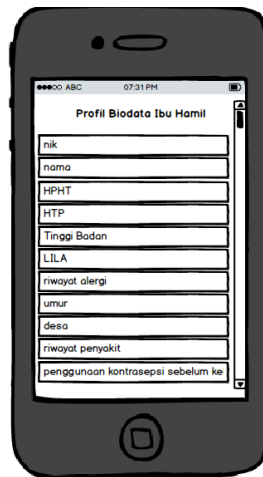 ABC 07:31 PM
Profil Biodata Ibu Hamil
nik
nama
HPHT
HTP
Tinggi Badan
LILA
riwayat alergi
umur
desa
riwayat penyakit
penggunaan kontrasepsi sebelum ke